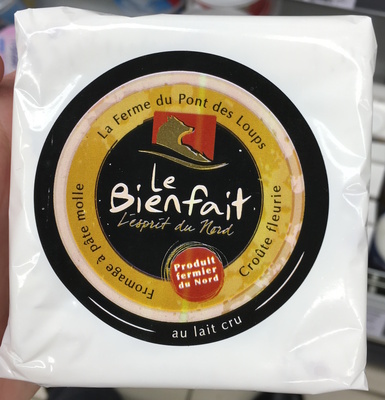 La Ferme du Pont des Loups
Le
Bienfait
L'esprit du Nord
Fromage à pâte molle
Croûte fleurie
Produit
fermier
du Nord
au lait cru